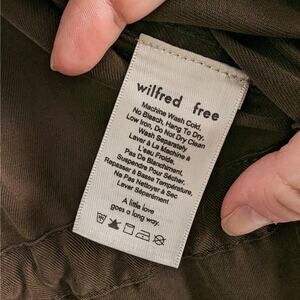 wilfred free
Machine Wash Cold,
No Bleach, Hang To Dry,
Low Iron, Do Not Dry Clean
Wash Separately
Laver À La Machine à
L'eau Froide.
Pas De Blanchiment,
Suspendre Pour Sécher,
Repasser à Basse Température,
Ne Pas Nettoyer à Sec
Laver Séparément
A little love
goes a long way.